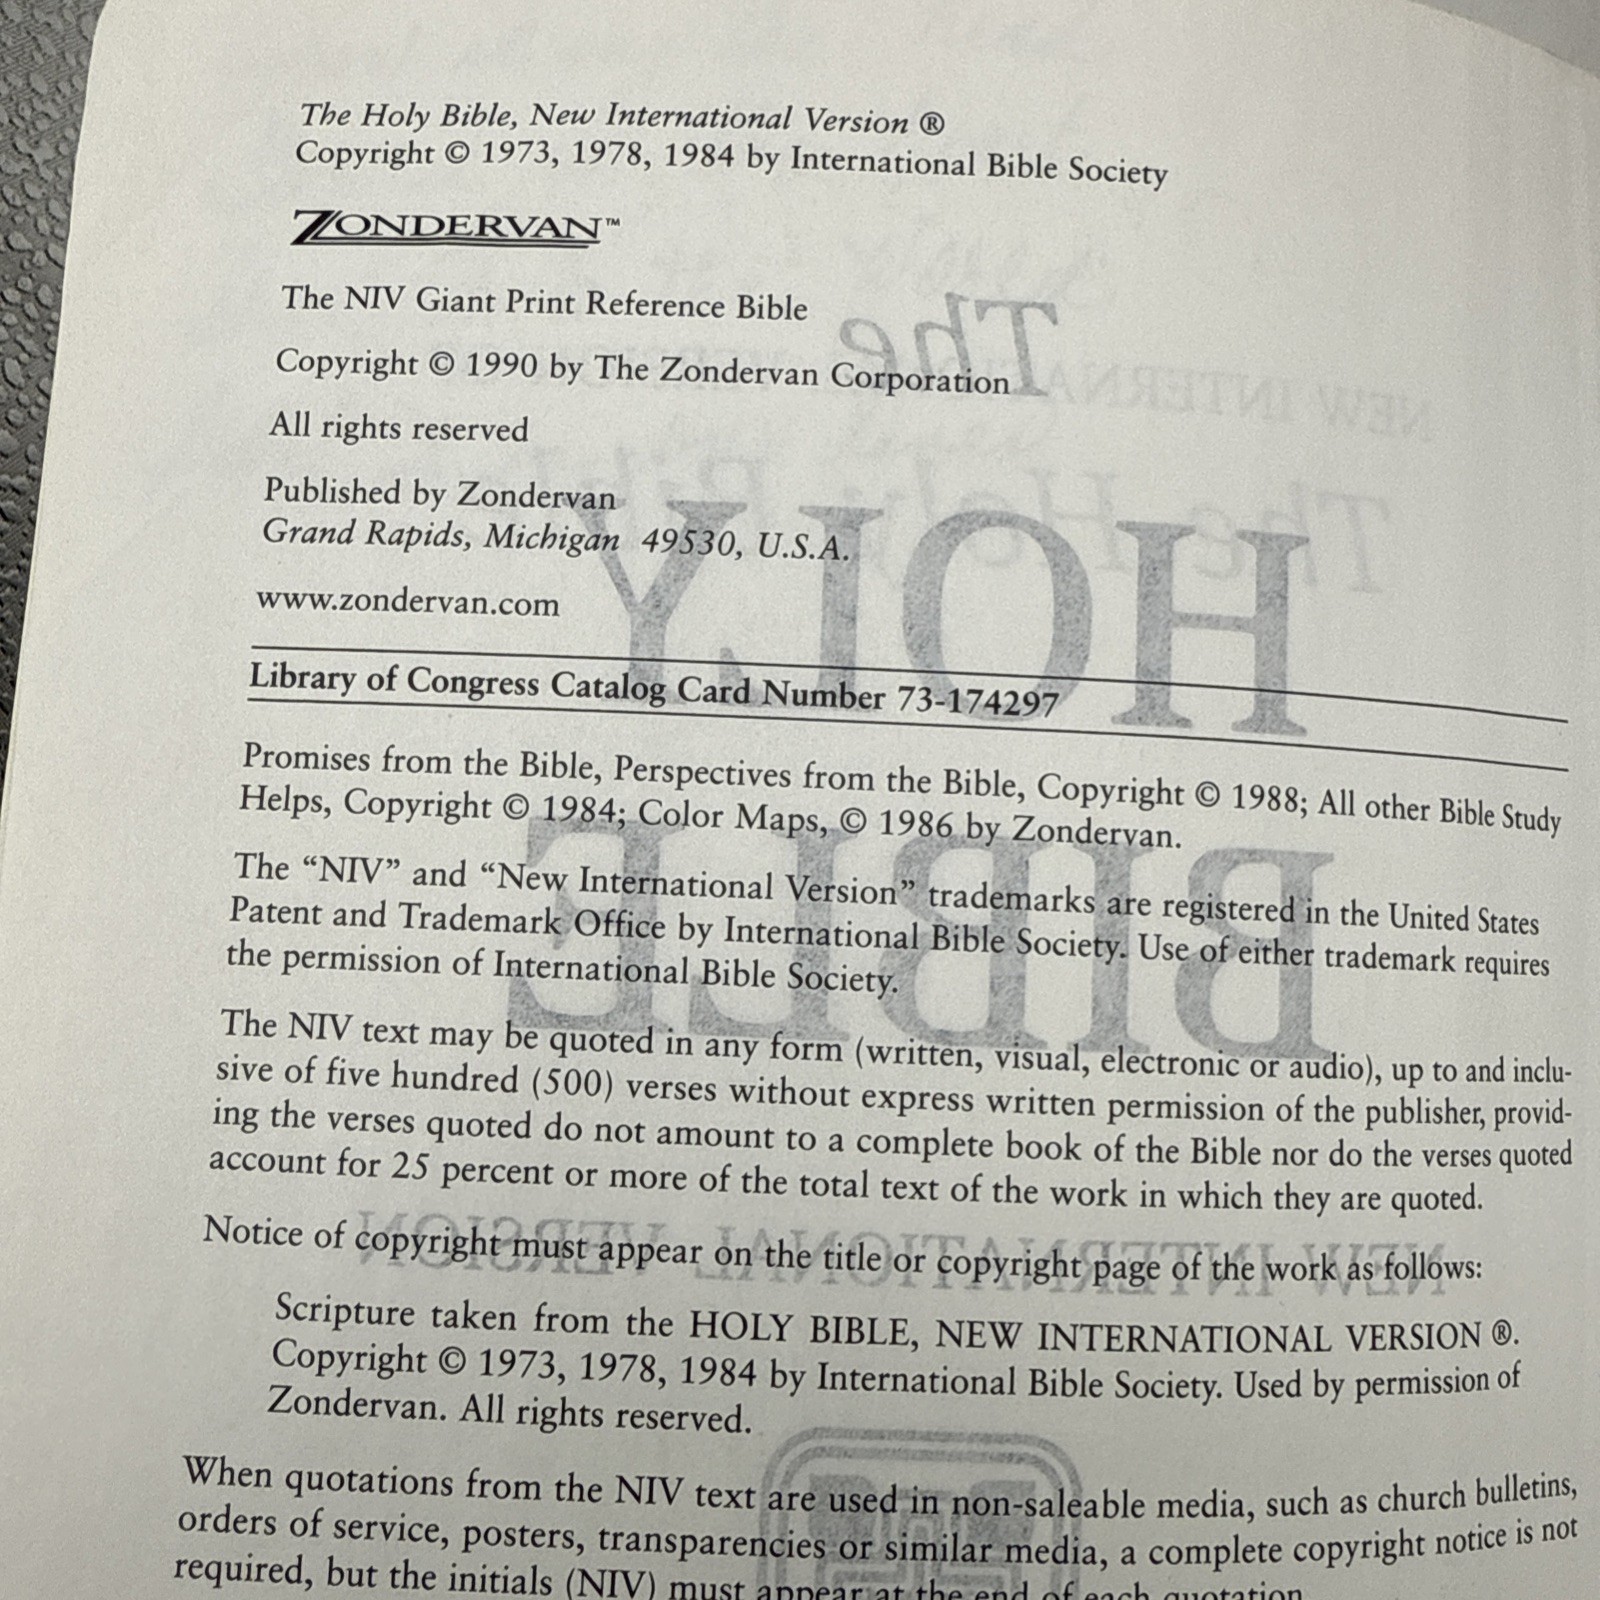 The Holy Bible, New International Version ®
Copyright © 1973, 1978, 1984 by International Bible Society
ZONDERVAN™
The NIV Giant Print Reference Bible
Copyright © 1990 by The Zondervan Corporation
All rights reserved
Published by Zondervan
Grand Rapids, Michigan 49530, U.S.A.
www.zondervan.com
Library of Congress Catalog Card Number 73-174297
Promises from the Bible, Perspectives from the Bible, Copyright © 1988; All other Bible Study
Helps, Copyright © 1984; Color Maps, © 1986 by Zondervan.
The “NIV” and “New International Version” trademarks are registered in the United States
Patent and Trademark Office by International Bible Society. Use of either trademark requires
the permission of International Bible Society.
The NIV text may be quoted in any form (written, visual, electronic or audio), up to and inclu-
sive of five hundred (500) verses without express written permission of the publisher, provid-
ing the verses quoted do not amount to a complete book of the Bible nor do the verses quoted
account for 25 percent or more of the total text of the work in which they are quoted.
Notice of copyright must appear on the title or copyright page of the work as follows:
Scripture taken from the HOLY BIBLE, NEW INTERNATIONAL VERSION ®.
Copyright © 1973, 1978, 1984 by International Bible Society. Used by permission of
Zondervan. All rights reserved.
When quotations from the NIV text are used in non-saleable media, such as church bulletins,
orders of service, posters, transparencies or similar media, a complete copyright notice is not
required, but the initials (NIV) must appear at the end of each quotation.
The
HOLY
BIBLE
NEW INTERNATIONAL VERSION